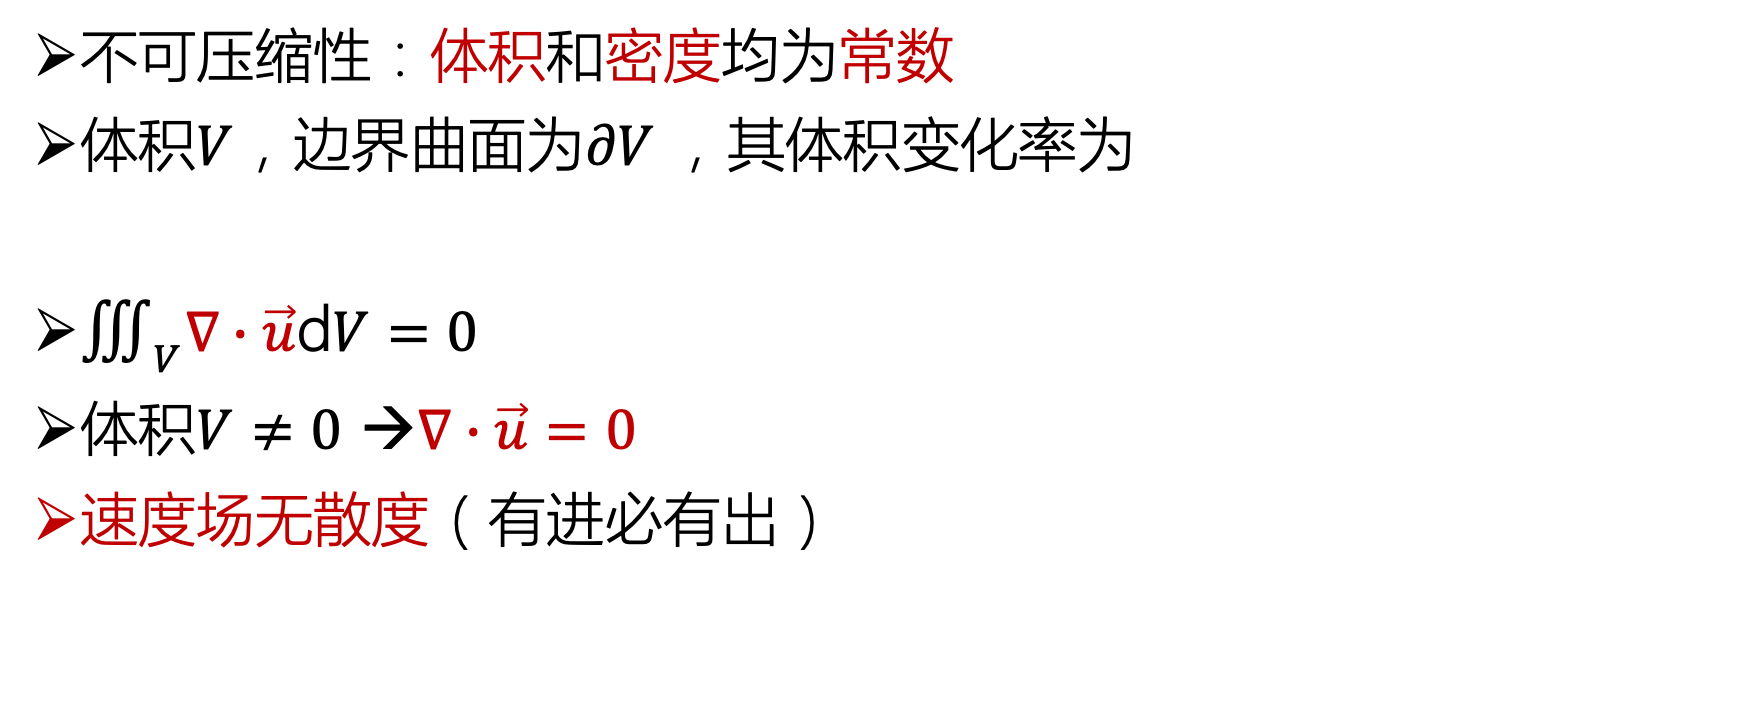 ➢不可压缩性：体积和密度均为常数
➢体积V，边界曲面为∂V ，其体积变化率为
➢∭_V ∇·u⃗dV = 0
➢体积V ≠ 0 →∇·u⃗ = 0
➢速度场无散度（有进必有出）